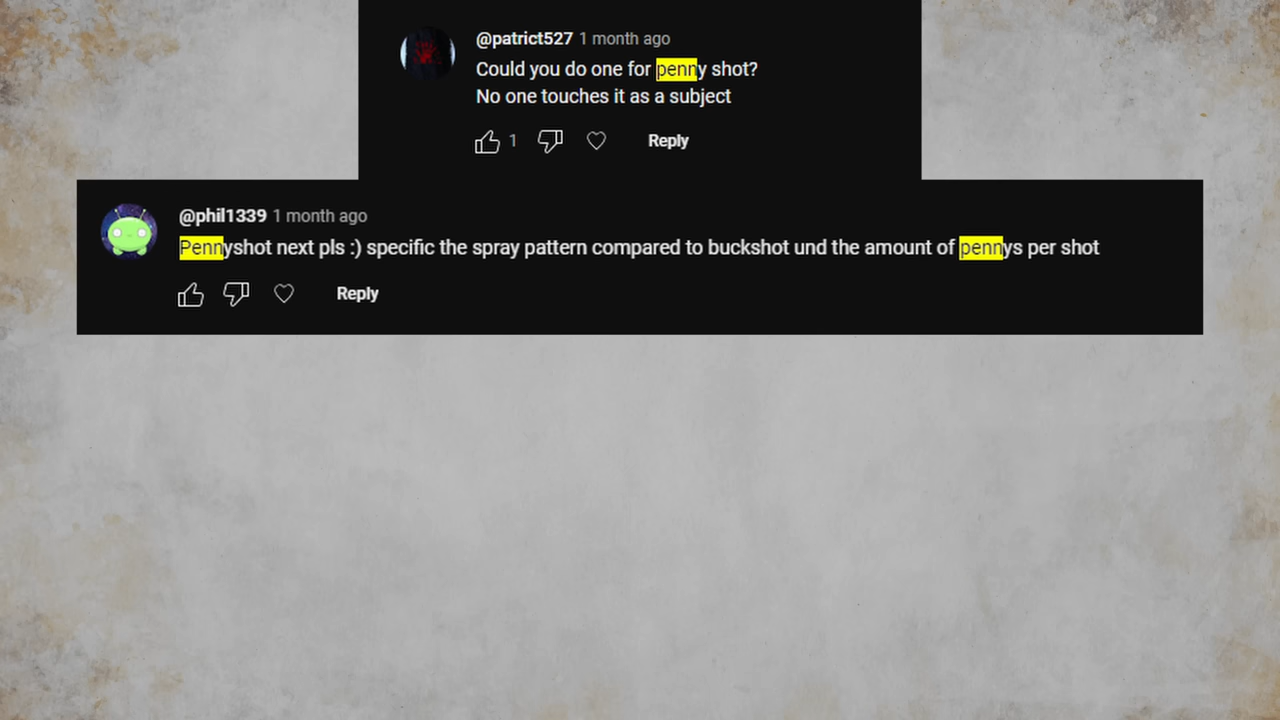 @patrict527 1 month ago
Could you do one for penny shot?
No one touches it as a subject
1 Reply
@phil1339 1 month ago
Pennyshot next pls :) specific the spray pattern compared to buckshot und the amount of pennys per shot
Reply